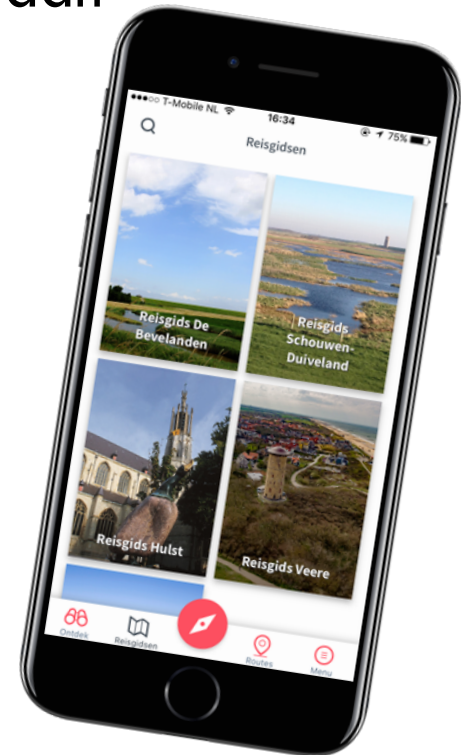 T-Mobile NL
16:34
75%
Reisgidsen
Reisgids De
Bevelanden
Reisgids
Schouwen-
Duiveland
Reisgids Hulst
Reisgids Veere
Ontdek
Reisgidsen
Routes
Menu